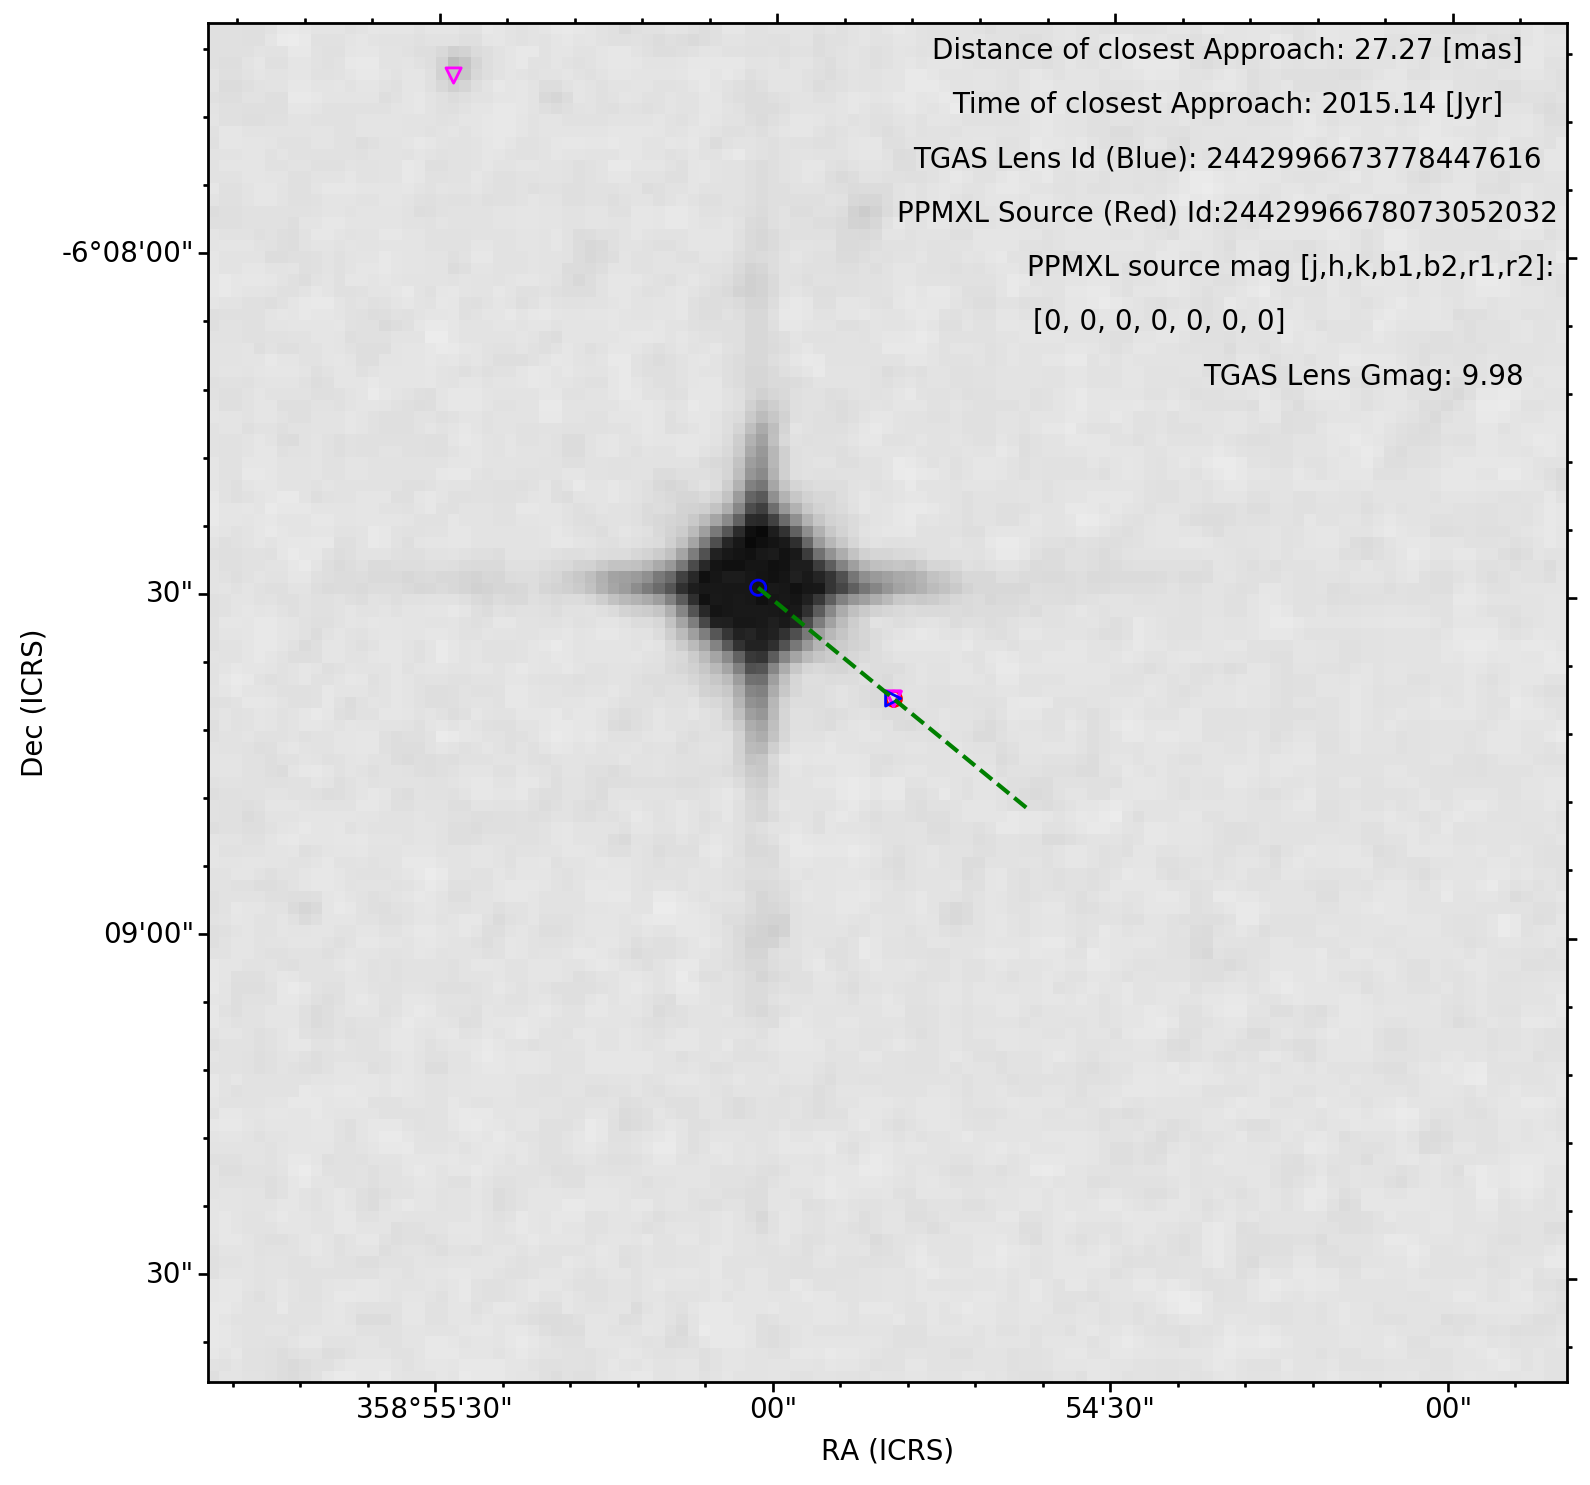 Distance of closest Approach: 27.27 [mas]
Time of closest Approach: 2015.14 [Jyr]
TGAS Lens Id (Blue): 2442996673778447616
PPMXL Source (Red) Id:2442996678073052032
PPMXL source mag [j,h,k,b1,b2,r1,r2]:
[0, 0, 0, 0, 0, 0, 0]
TGAS Lens Gmag: 9.98
-6°08'00"
30"
09'00"
30"
Dec (ICRS)
358°55'30" 00" 54'30" 00"
RA (ICRS)